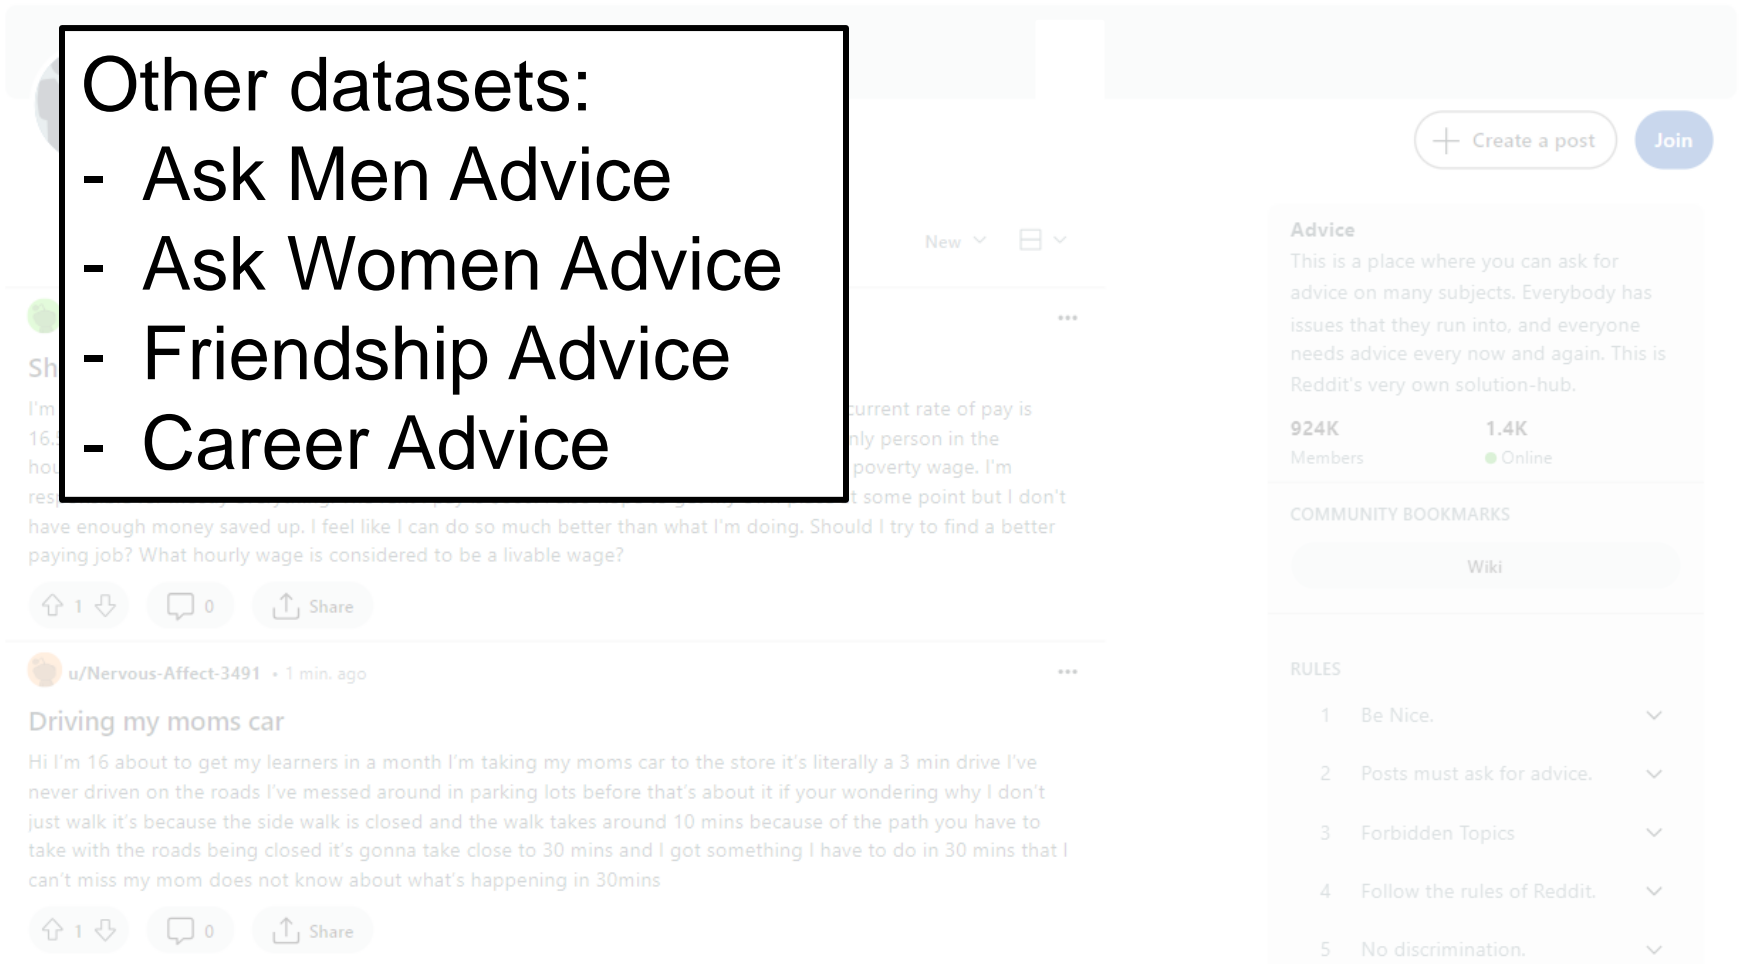 Other datasets:
- Ask Men Advice
- Ask Women Advice
- Friendship Advice
- Career Advice
Create a post
Join
New
Sh
I'm
current rate of pay is
16.
nly person in the
hou
poverty wage. I'm
res
t some point but I don't
have enough money saved up. I feel like I can do so much better than what I'm doing. Should I try to find a better
paying job? What hourly wage is considered to be a livable wage?
1
0
Share
u/Nervous-Affect-3491 • 1 min. ago
Driving my moms car
Hi I'm 16 about to get my learners in a month I'm taking my moms car to the store it's literally a 3 min drive I've
never driven on the roads I've messed around in parking lots before that's about it if your wondering why I don't
just walk it's because the side walk is closed and the walk takes around 10 mins because of the path you have to
take with the roads being closed it's gonna take close to 30 mins and I got something I have to do in 30 mins that I
can't miss my mom does not know about what's happening in 30mins
1
0
Share
Advice
This is a place where you can ask for
advice on many subjects. Everybody has
issues that they run into, and everyone
needs advice every now and again. This is
Reddit's very own solution-hub.
924K
1.4K
Members
Online
COMMUNITY BOOKMARKS
Wiki
RULES
1 Be Nice.
2 Posts must ask for advice.
3 Forbidden Topics
4 Follow the rules of Reddit.
5 No discrimination.